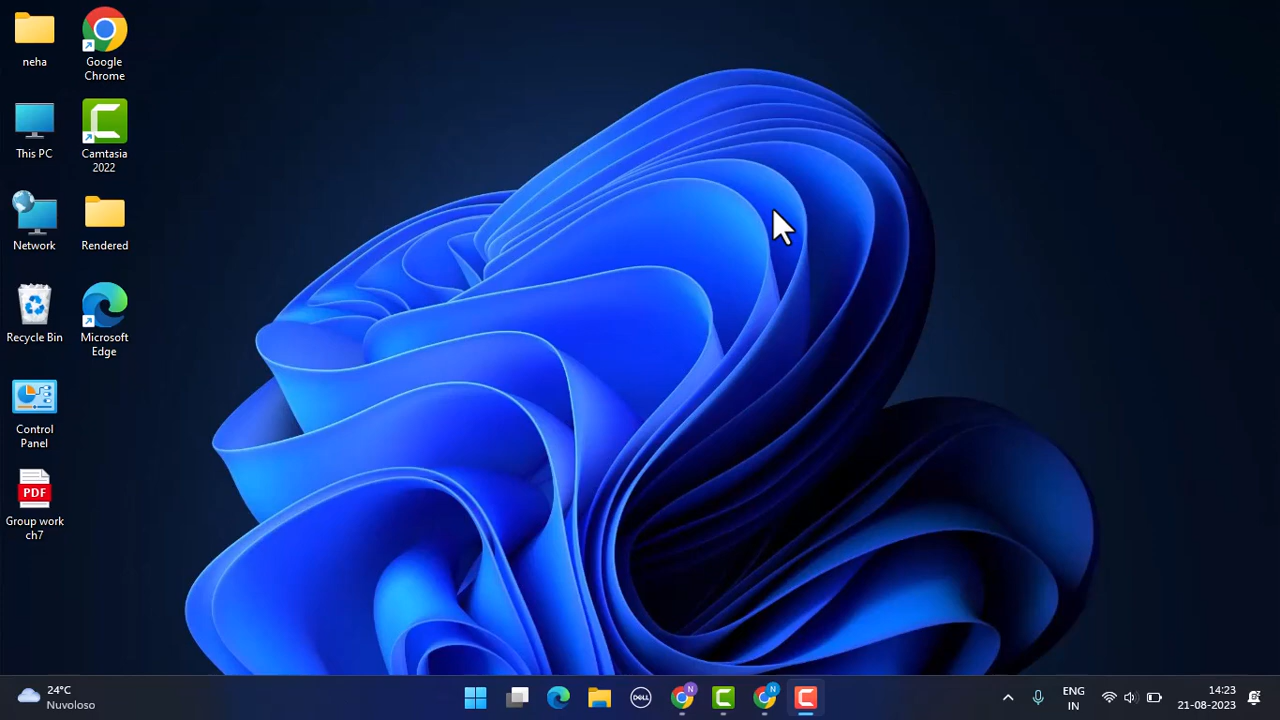 neha
Google
Chrome
This PC
Camtasia
2022
Network
Rendered
Recycle Bin
Microsoft
Edge
Control
Panel
PDF
Group work
ch7
24°C
Nuvoloso
DELL
N
N
ENG
IN
14:23
21-08-2023